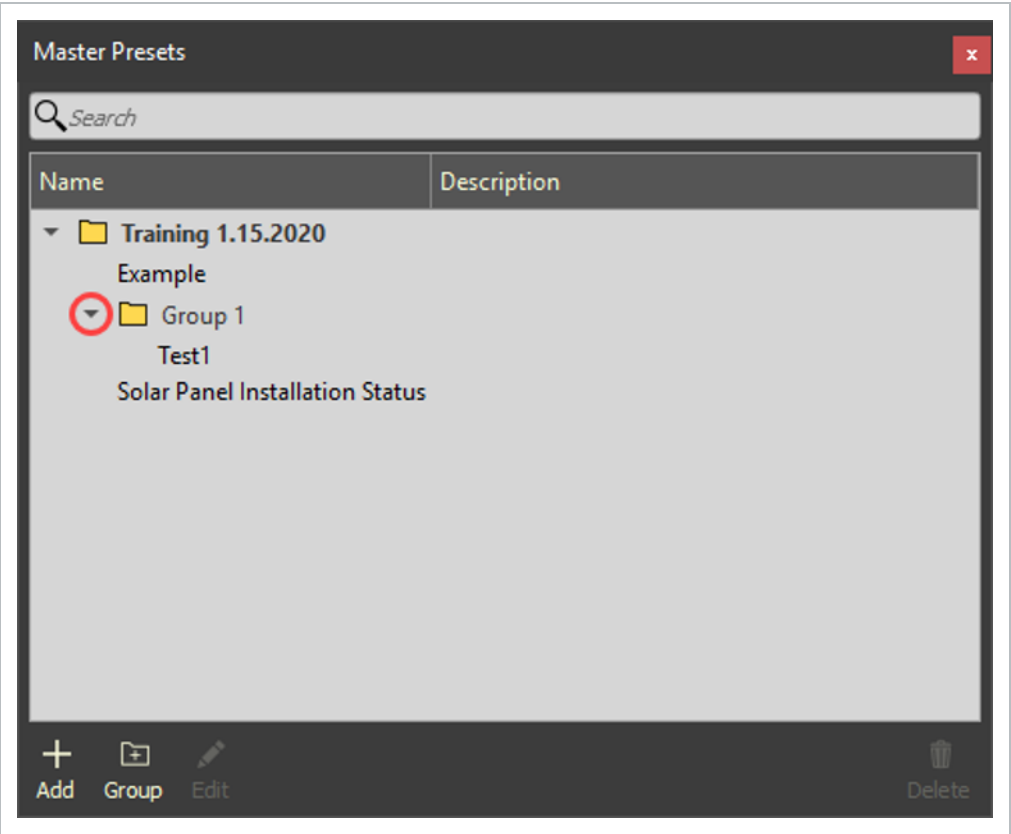 Master Presets
x
Search
Name Description
Training 1.15.2020
Example
Group 1
Test1
Solar Panel Installation Status
Add Group Edit Delete